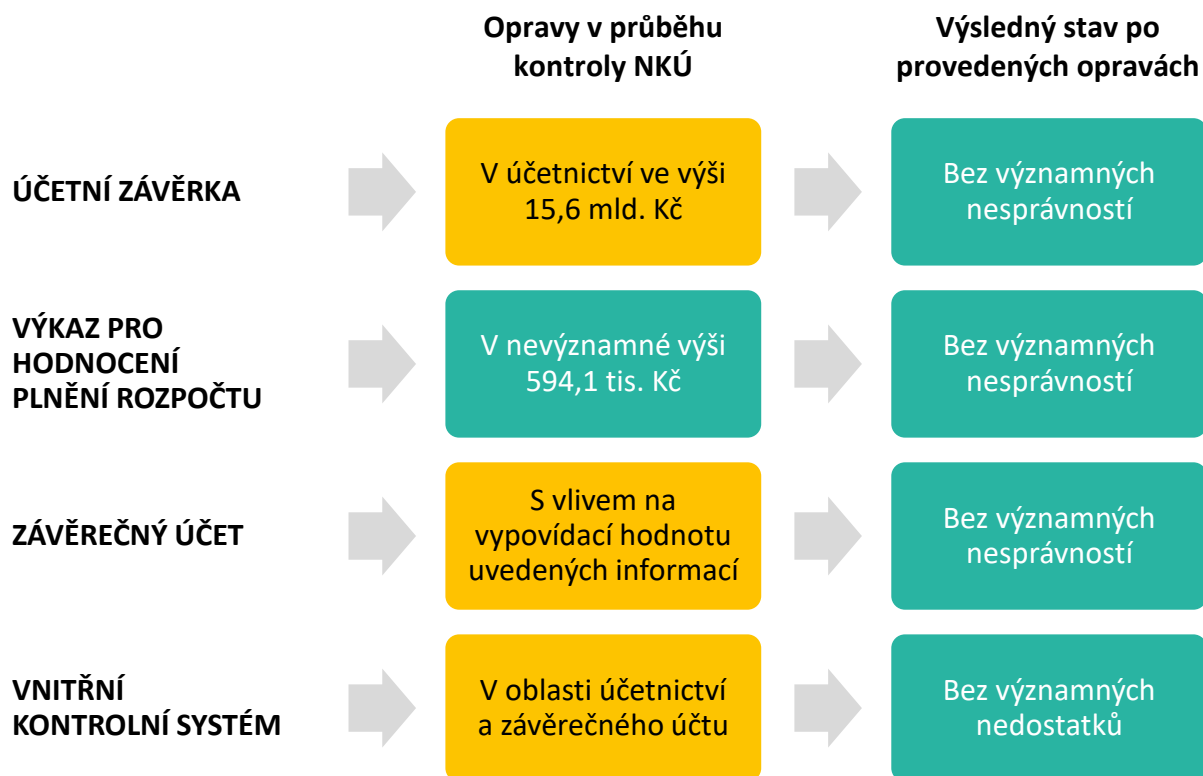 Opravy v průběhu
kontroly NKÚ
Výsledný stav po
provedených opravách
ÚČETNÍ ZÁVĚRKA
V účetnictví ve výši
15,6 mld. Kč
Bez významných
nesprávností
VÝKAZ PRO
HODNOCENÍ
PLNĚNÍ ROZPOČTU
V nevýznamné výši
594,1 tis. Kč
Bez významných
nesprávností
ZÁVĚREČNÝ ÚČET
S vlivem na
vypovídací hodnotu
uvedených informací
Bez významných
nesprávností
VNITŘNÍ
KONTROLNÍ SYSTÉM
V oblasti účetnictví
a závěrečného účtu
Bez významných
nedostatků